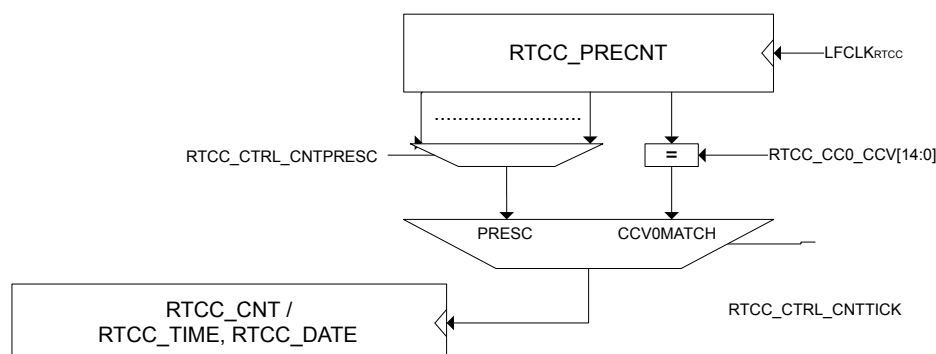 RTCC_PRECNT
LFCLKRTCC
RTCC_CTRL_CNTPRESC
=
RTCC_CC0_CCV[14:0]
PRESC
CCV0MATCH
RTCC_CNT /
RTCC_TIME, RTCC_DATE
RTCC_CTRL_CNTTICK